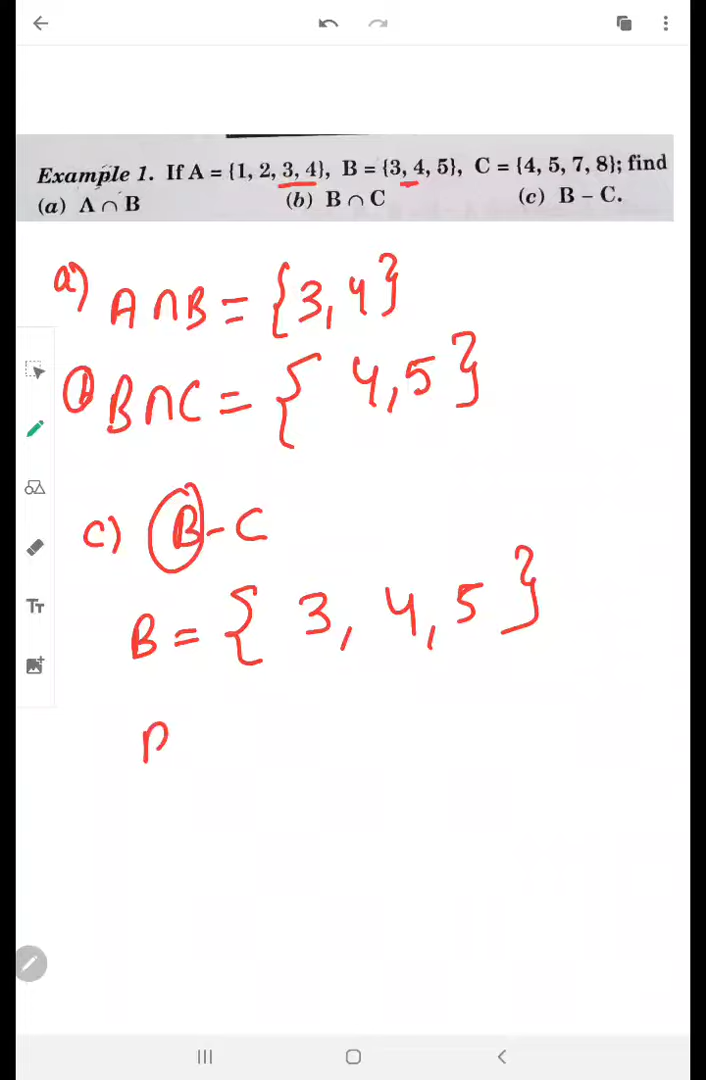 Example 1. If A = {1, 2, 3, 4}, B = {3, 4, 5}, C = {4, 5, 7, 8}; find
(a) A ∩ B (b) B ∩ C (c) B – C.
a) A ∩ B = {3, 4}
b) B ∩ C = { 4, 5 }
c) B - C
B = { 3, 4, 5 }
Tт